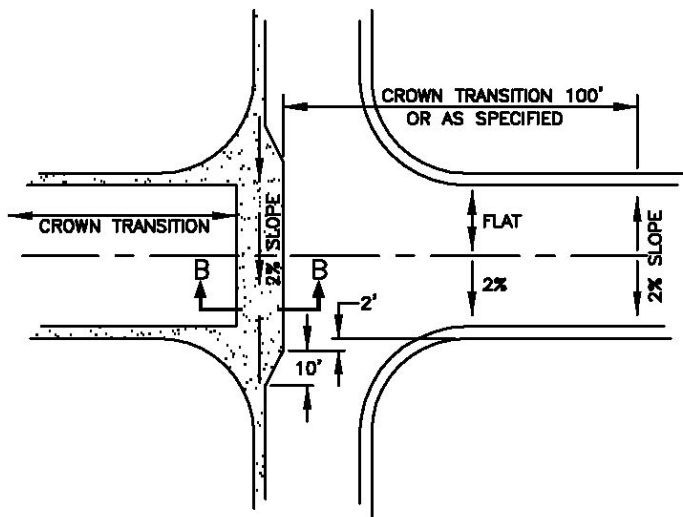 CROWN TRANSITION 100'
OR AS SPECIFIED
CROWN TRANSITION
2% SLOPE
FLAT
2% SLOPE
B
B
2%
2'
10'